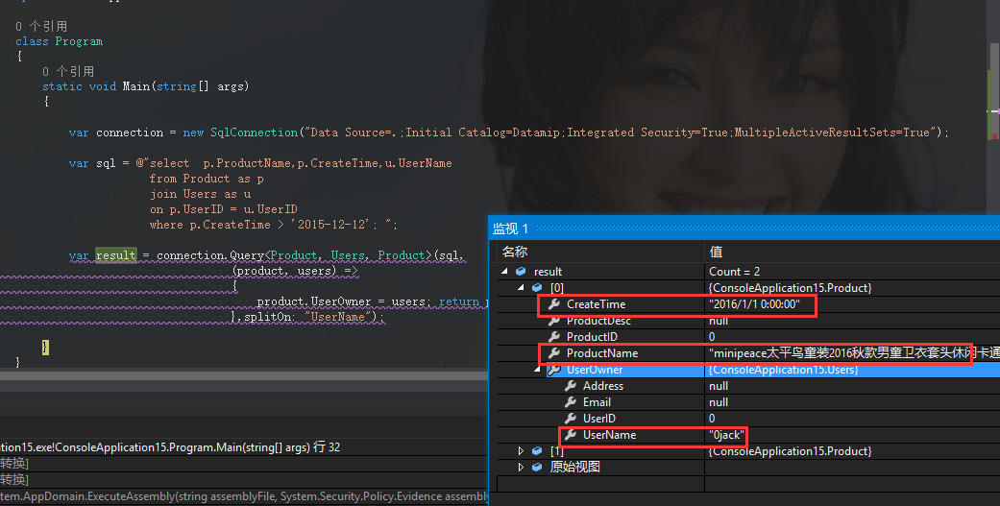 0 个引用
class Program
{
0 个引用
static void Main(string[] args)
{
var connection = new SqlConnection("Data Source=.;Initial Catalog=Datamip;Integrated Security=True;MultipleActiveResultSets=True");
var sql = @"select  p.ProductName,p.CreateTime,u.UserName
from Product as p
join Users as u
on p.UserID = u.UserID
where p.CreateTime > '2015-12-12'; ";
var result = connection.Query<Product, Users, Product>(sql,
(product, users) =>
{
product.UserOwner = users; return
},splitOn: "UserName");
}
}
监视 1
名称 值
result Count = 2
[0] {ConsoleApplication15.Product}
CreateTime "2016/1/1 0:00:00"
ProductDesc null
ProductID 0
ProductName "minipeace太平鸟童装2016秋款男童卫衣套头休闲卡通
UserOwner {ConsoleApplication15.Users}
Address null
Email null
UserID 0
UserName "0jack"
[1] {ConsoleApplication15.Product}
原始视图
ation15.exe!ConsoleApplication15.Program.Main(string[] args) 行 32
转换]
转换]
tem.AppDomain.ExecuteAssembly(string assemblyFile, System.Security.Policy.Evidence assembly